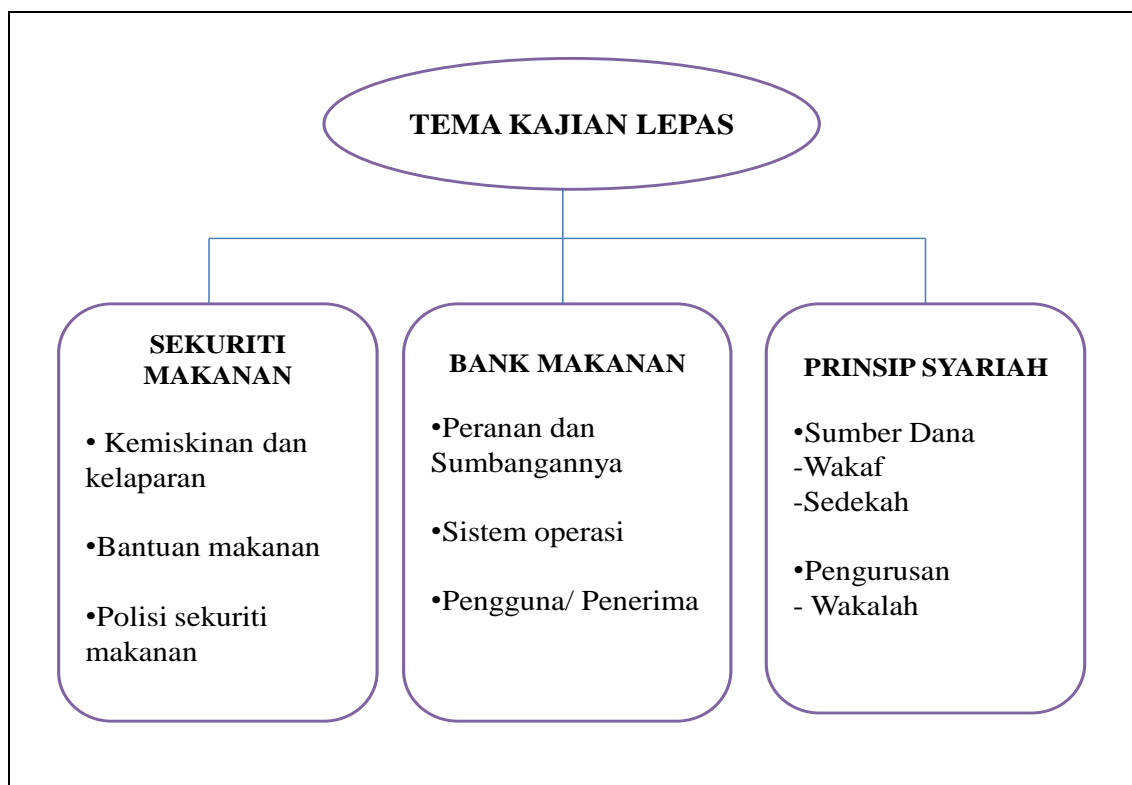 TEMA KAJIAN LEPAS
SEKURITI
MAKANAN
• Kemiskinan dan
kelaparan
•Bantuan makanan
•Polisi sekuriti
makanan
BANK MAKANAN
•Peranan dan
Sumbangannya
•Sistem operasi
•Pengguna/ Penerima
PRINSIP SYARIAH
•Sumber Dana
-Wakaf
-Sedekah
•Pengurusan
- Wakalah